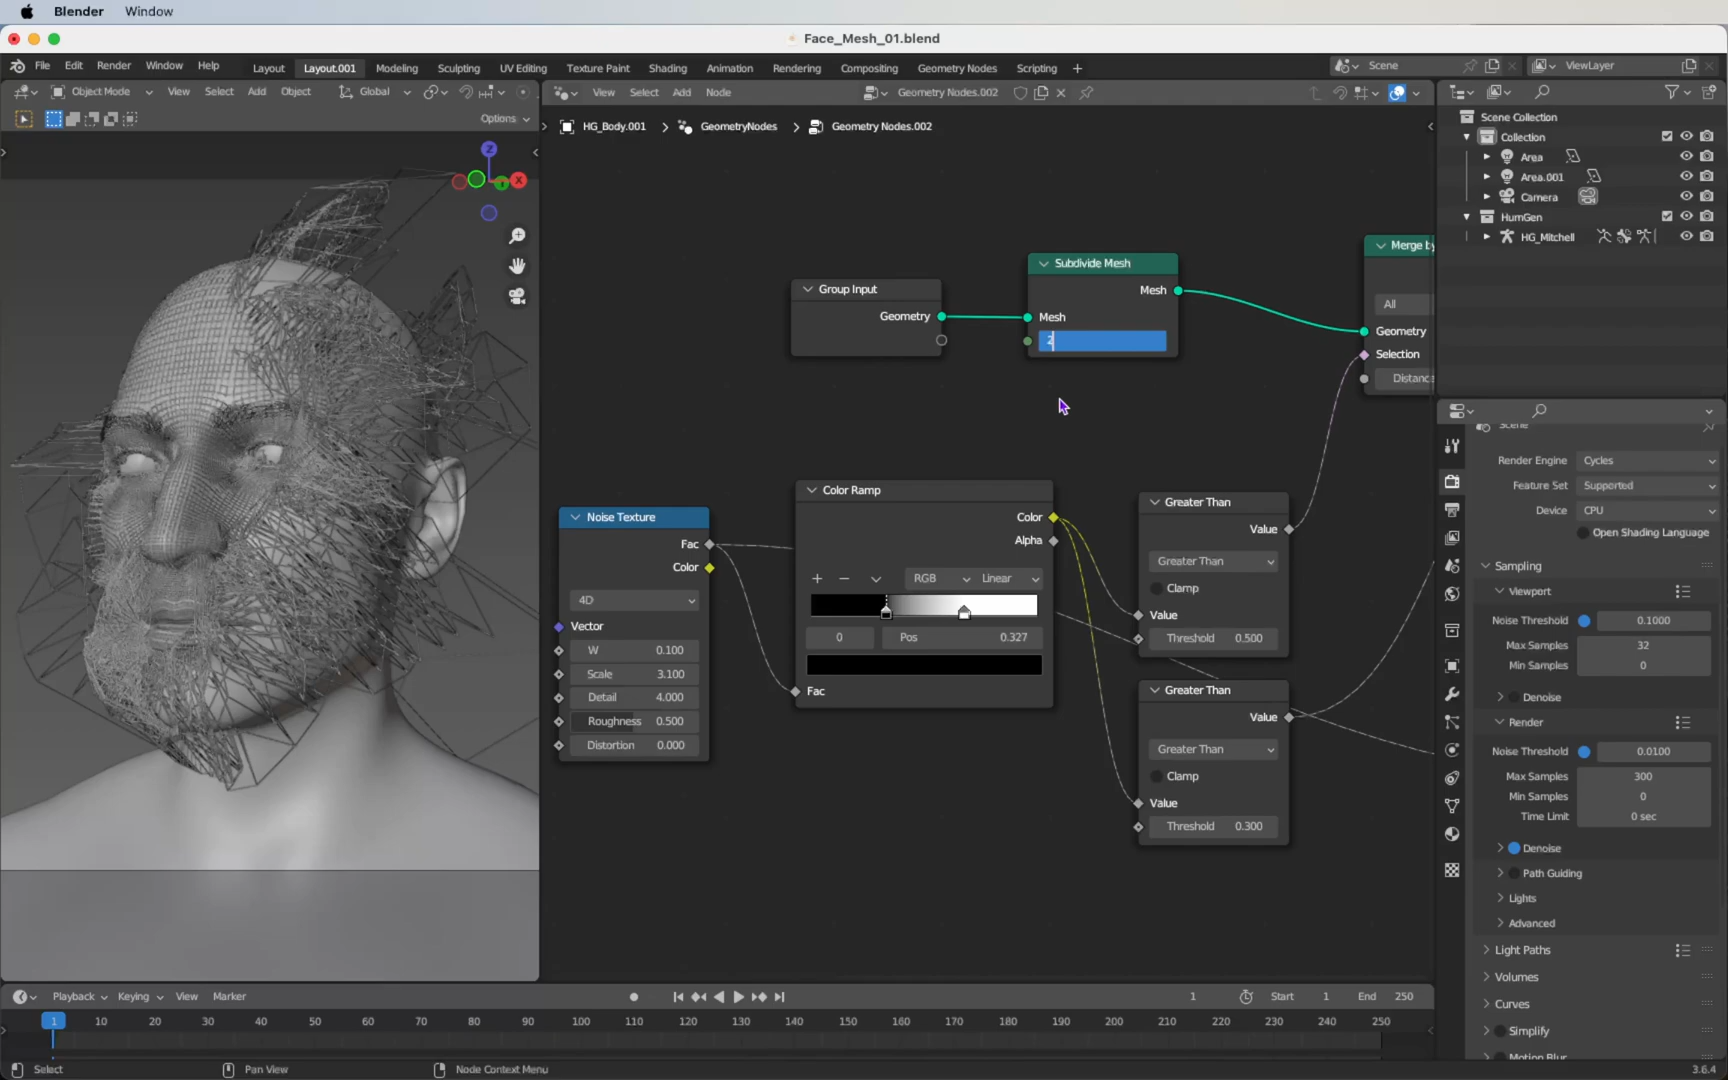 Blender Window
Face_Mesh_01.blend
File Edit Render Window Help Layout Layout.001 Modeling Sculpting UV Editing Texture Paint Shading Animation Rendering Compositing Geometry Nodes Scripting + Scene ViewLayer
Object Mode View Select Add Object Global View Select Add Node Geometry Nodes.002
Options
HG_Body.001 > GeometryNodes > Geometry Nodes.002
Z
X
Scene Collection
Collection
Area
Area.001
Camera
HumGen
HG_Mitchell
Group Input
Geometry
Subdivide Mesh
Mesh
Mesh
2
Merge by
All
Geometry
Selection
Distanc
Noise Texture
Fac
Color
4D
Vector
W 0.100
Scale 3.100
Detail 4.000
Roughness 0.500
Distortion 0.000
Color Ramp
Color
Alpha
+ − RGB Linear
0 Pos 0.327
Fac
Greater Than
Value
Greater Than
Clamp
Value
Threshold 0.500
Greater Than
Value
Greater Than
Clamp
Value
Threshold 0.300
Scene
Render Engine Cycles
Feature Set Supported
Device CPU
Open Shading Language
Sampling
Viewport
Noise Threshold 0.1000
Max Samples 32
Min Samples 0
Denoise
Render
Noise Threshold 0.0100
Max Samples 300
Min Samples 0
Time Limit 0 sec
Denoise
Path Guiding
Lights
Advanced
Light Paths
Volumes
Curves
Simplify
Motion Blur
Playback Keying View Marker 1 Start 1 End 250
1 10 20 30 40 50 60 70 80 90 100 110 120 130 140 150 160 170 180 190 200 210 220 230 240 250
Select Pan View Node Context Menu 3.6.4